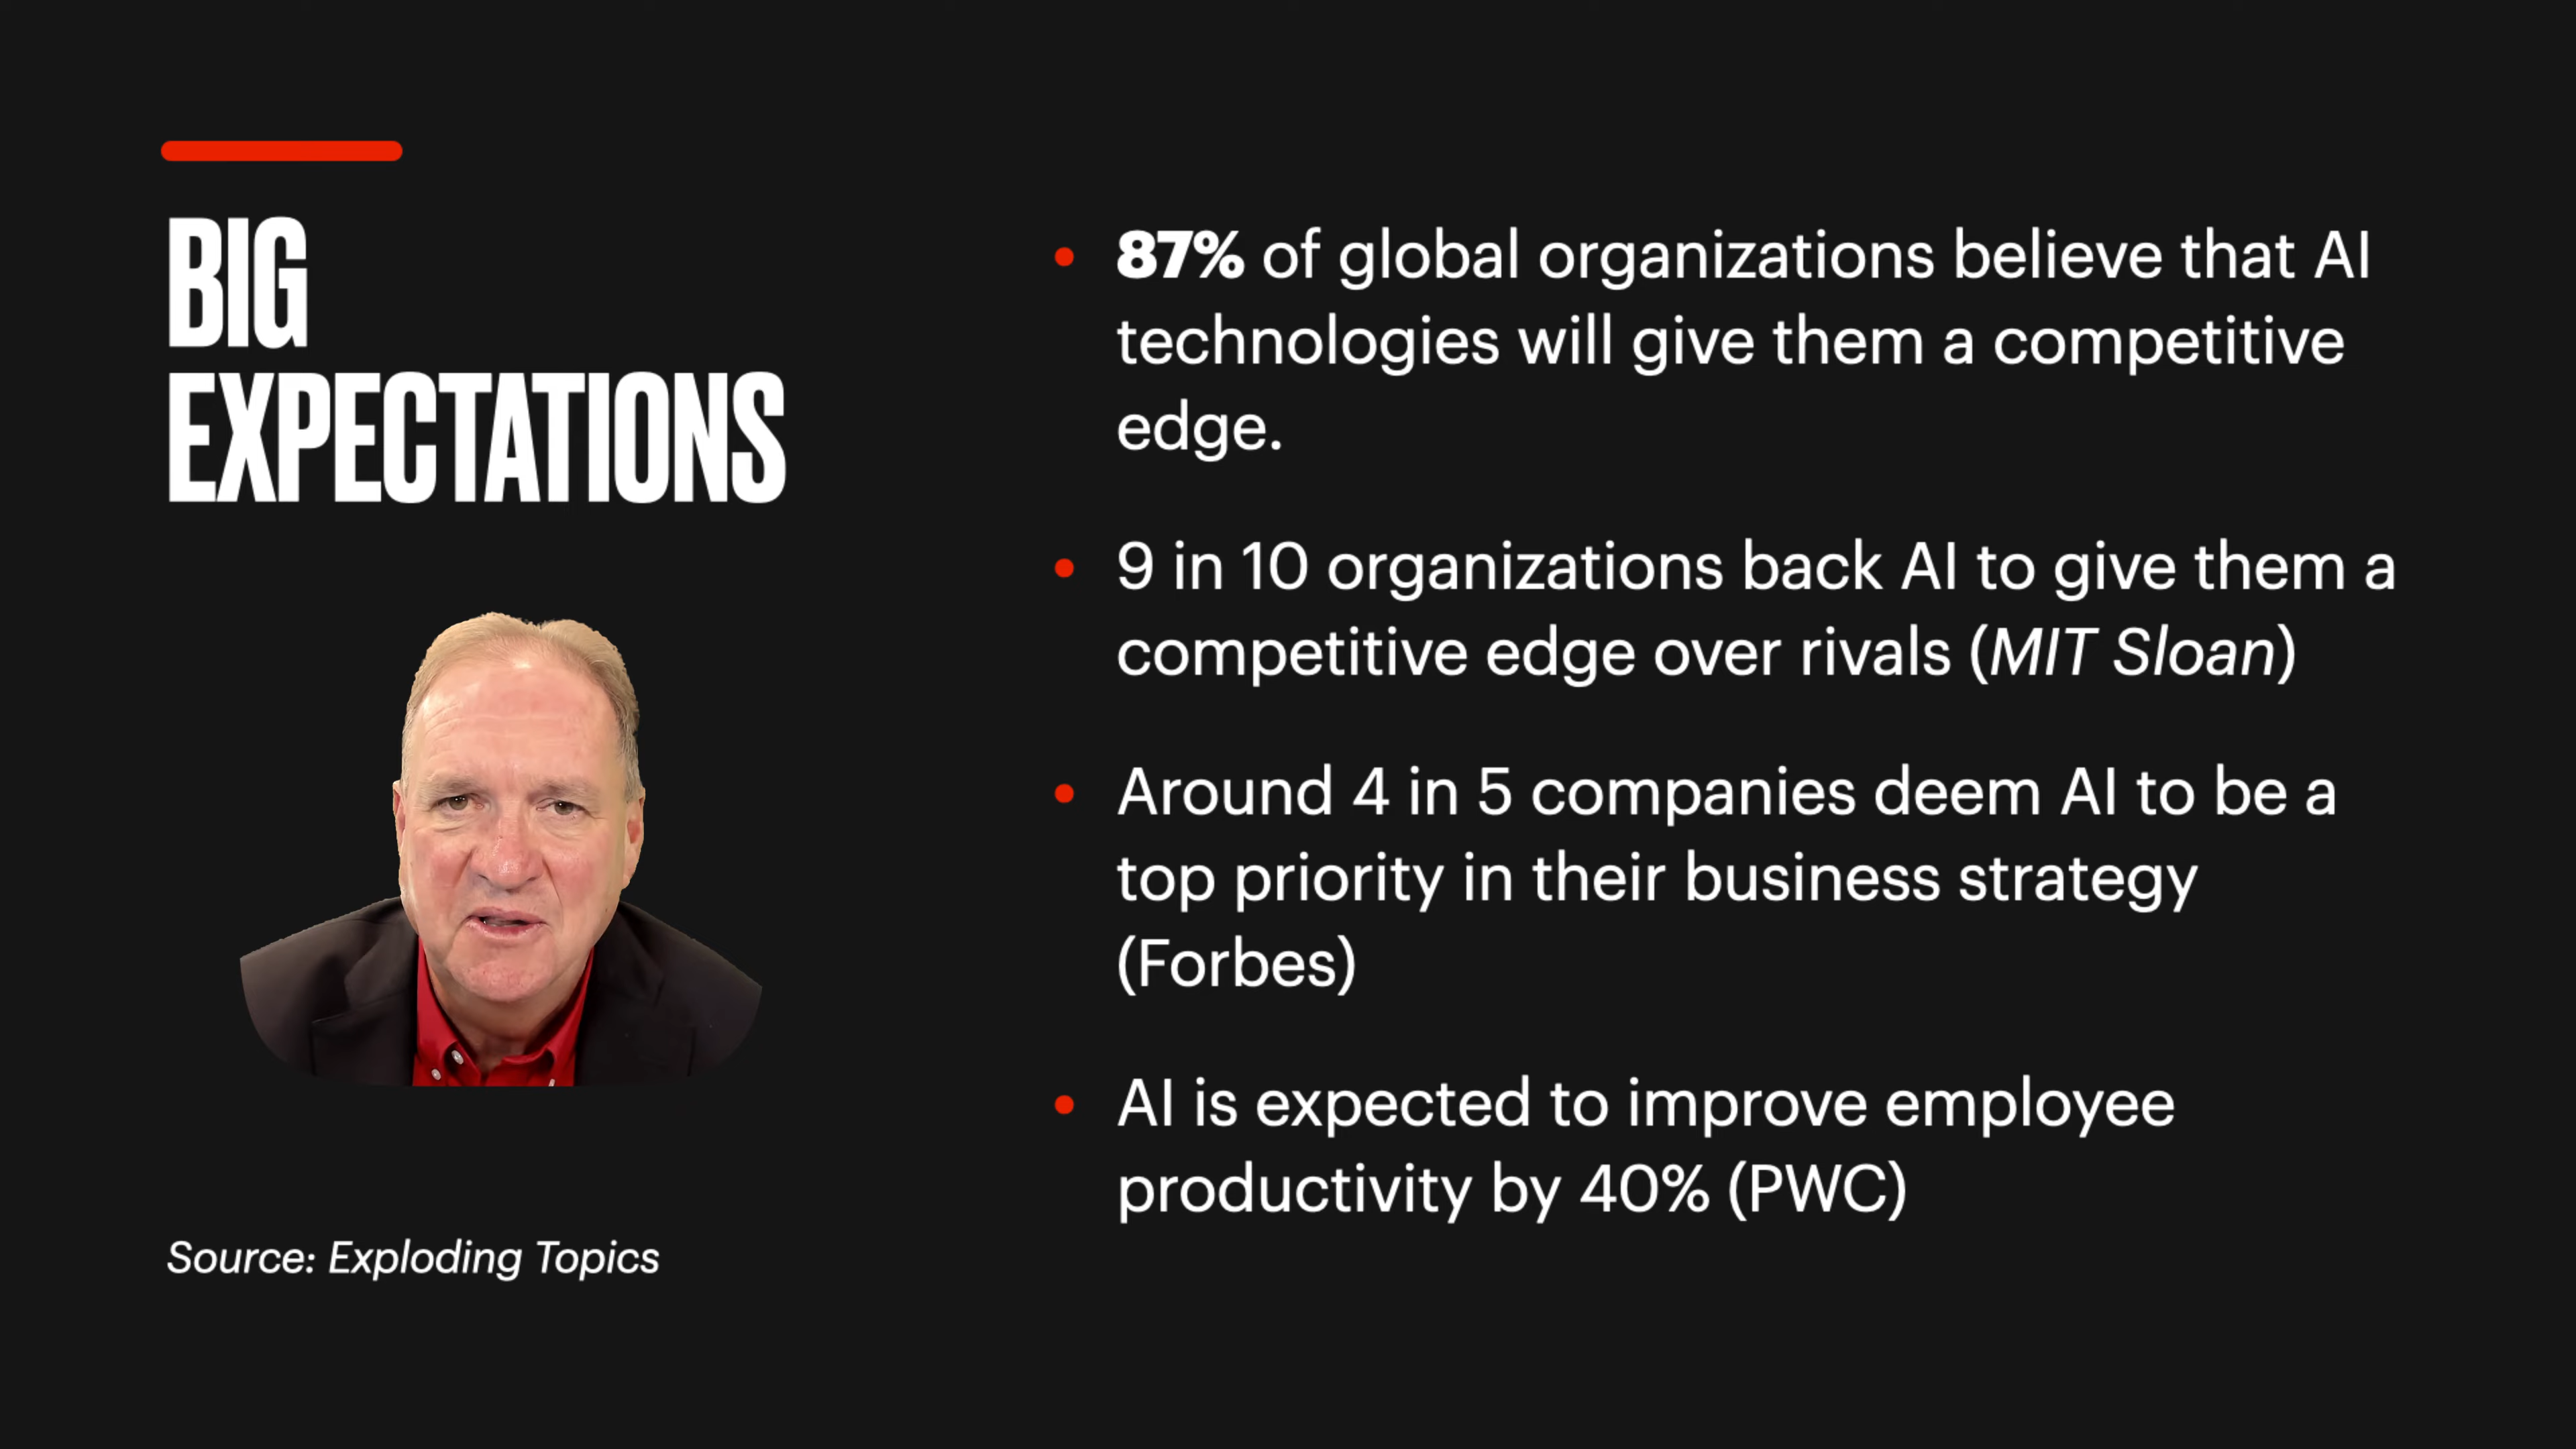 BIG
EXPECTATIONS
Source: Exploding Topics
• 87% of global organizations believe that AI
technologies will give them a competitive
edge.
• 9 in 10 organizations back AI to give them a
competitive edge over rivals (MIT Sloan)
• Around 4 in 5 companies deem AI to be a
top priority in their business strategy
(Forbes)
• AI is expected to improve employee
productivity by 40% (PWC)